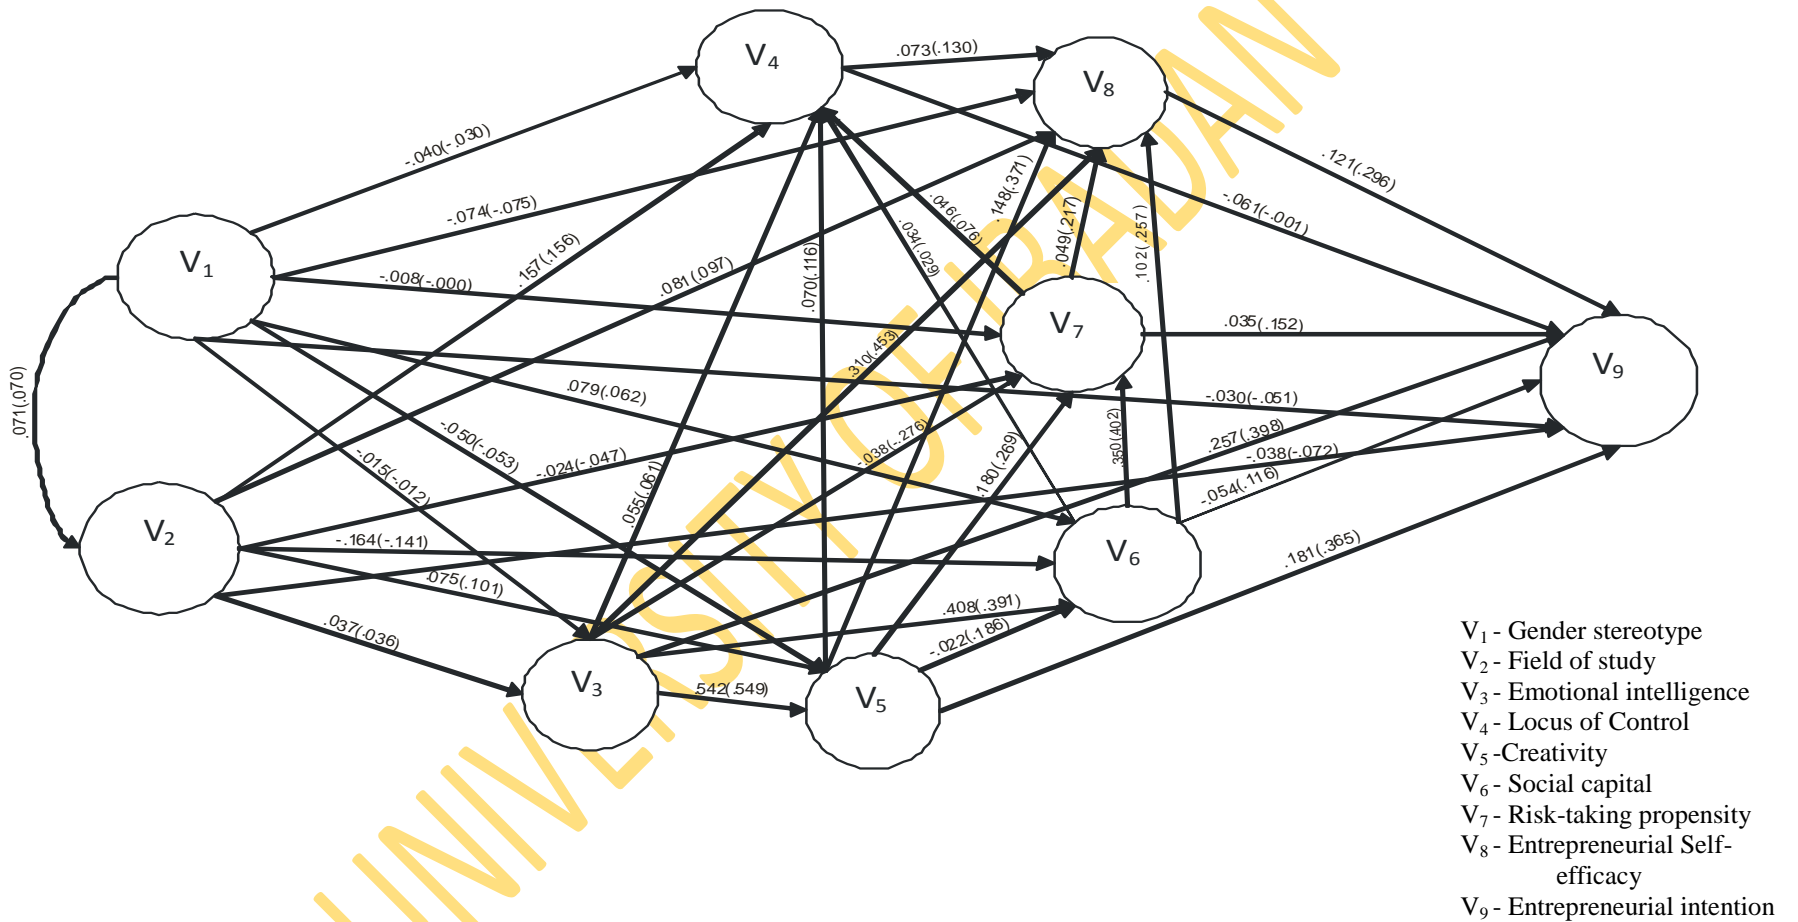 V4
.073(.130)
V8
-.040(-.030)
.121(.296)
-.074(-.075)
.148(.371)
-.061(-.001)
.046(.076)
.049(.217)
.102(.257)
V1
.157(.156)
.081(.097)
.070(.116)
.034(.029)
-.008(-.000)
V7
.035(.152)
.071(.070)
.310(.453)
V9
.079(.062)
-.030(-.051)
-.050(-.053)
-.038(-.276)
.350(.402)
.257(.398)
-.015(-.012)
-.024(-.047)
.055(.061)
.180(.269)
-.038(-.072)
-.054(.116)
V2
-.164(-.141)
V6
.181(.365)
.075(.101)
.408(.391)
.037(.036)
-.022(.186)
V3
.542(.549)
V5
V1 - Gender stereotype
V2 - Field of study
V3 - Emotional intelligence
V4 - Locus of Control
V5 -Creativity
V6 - Social capital
V7 - Risk-taking propensity
V8 - Entrepreneurial Self-
efficacy
V9 - Entrepreneurial intention
UNIVERSITY OF IBADAN